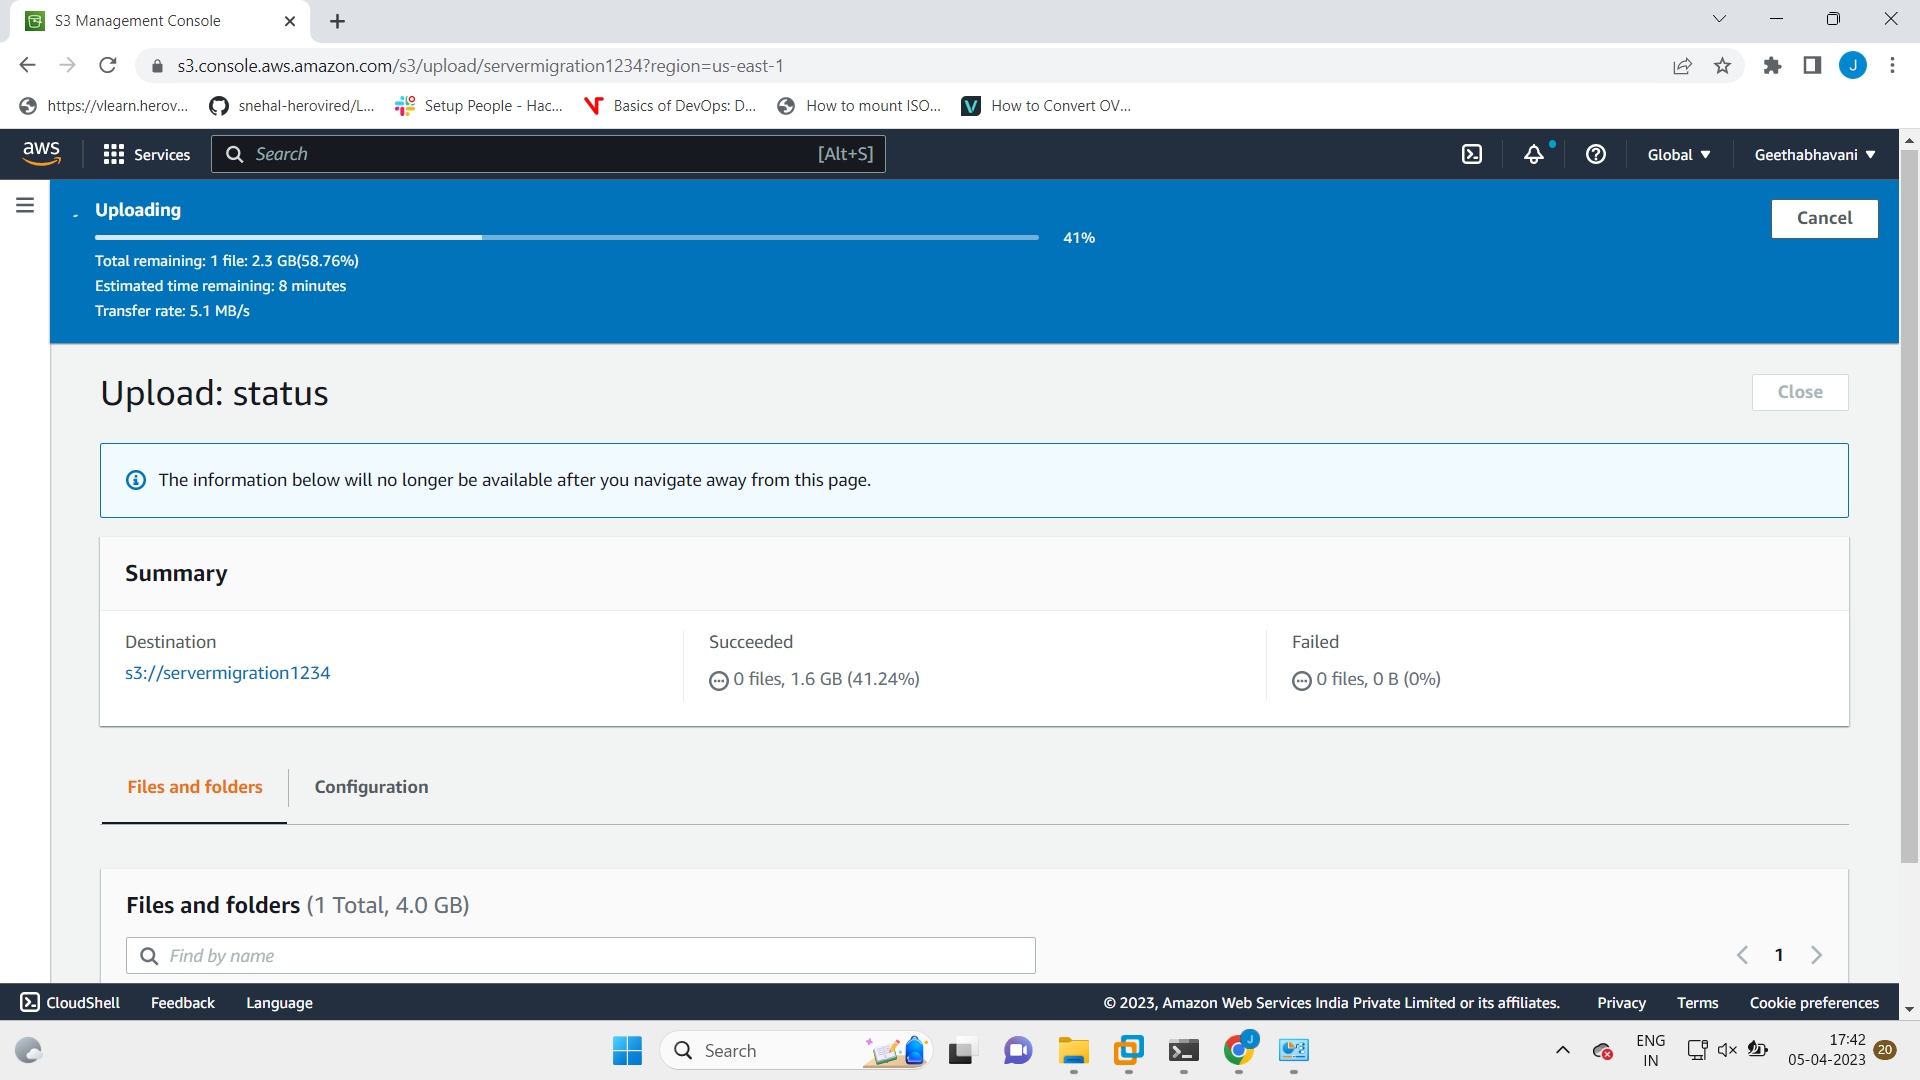 S3 Management Console
s3.console.aws.amazon.com/s3/upload/servermigration1234?region=us-east-1
J
https://vlearn.herov...
snehal-herovired/L...
Setup People - Hac...
Basics of DevOps: D...
How to mount ISO...
How to Convert OV...
aws
Services
Search
[Alt+S]
Global
Geethabhavani
Uploading
Cancel
41%
Total remaining: 1 file: 2.3 GB(58.76%)
Estimated time remaining: 8 minutes
Transfer rate: 5.1 MB/s
Upload: status
Close
The information below will no longer be available after you navigate away from this page.
Summary
Destination
s3://servermigration1234
Succeeded
0 files, 1.6 GB (41.24%)
Failed
0 files, 0 B (0%)
Files and folders
Configuration
Files and folders (1 Total, 4.0 GB)
Find by name
1
CloudShell
Feedback
Language
© 2023, Amazon Web Services India Private Limited or its affiliates.
Privacy
Terms
Cookie preferences
Search
J
ENG
IN
17:42
05-04-2023
20